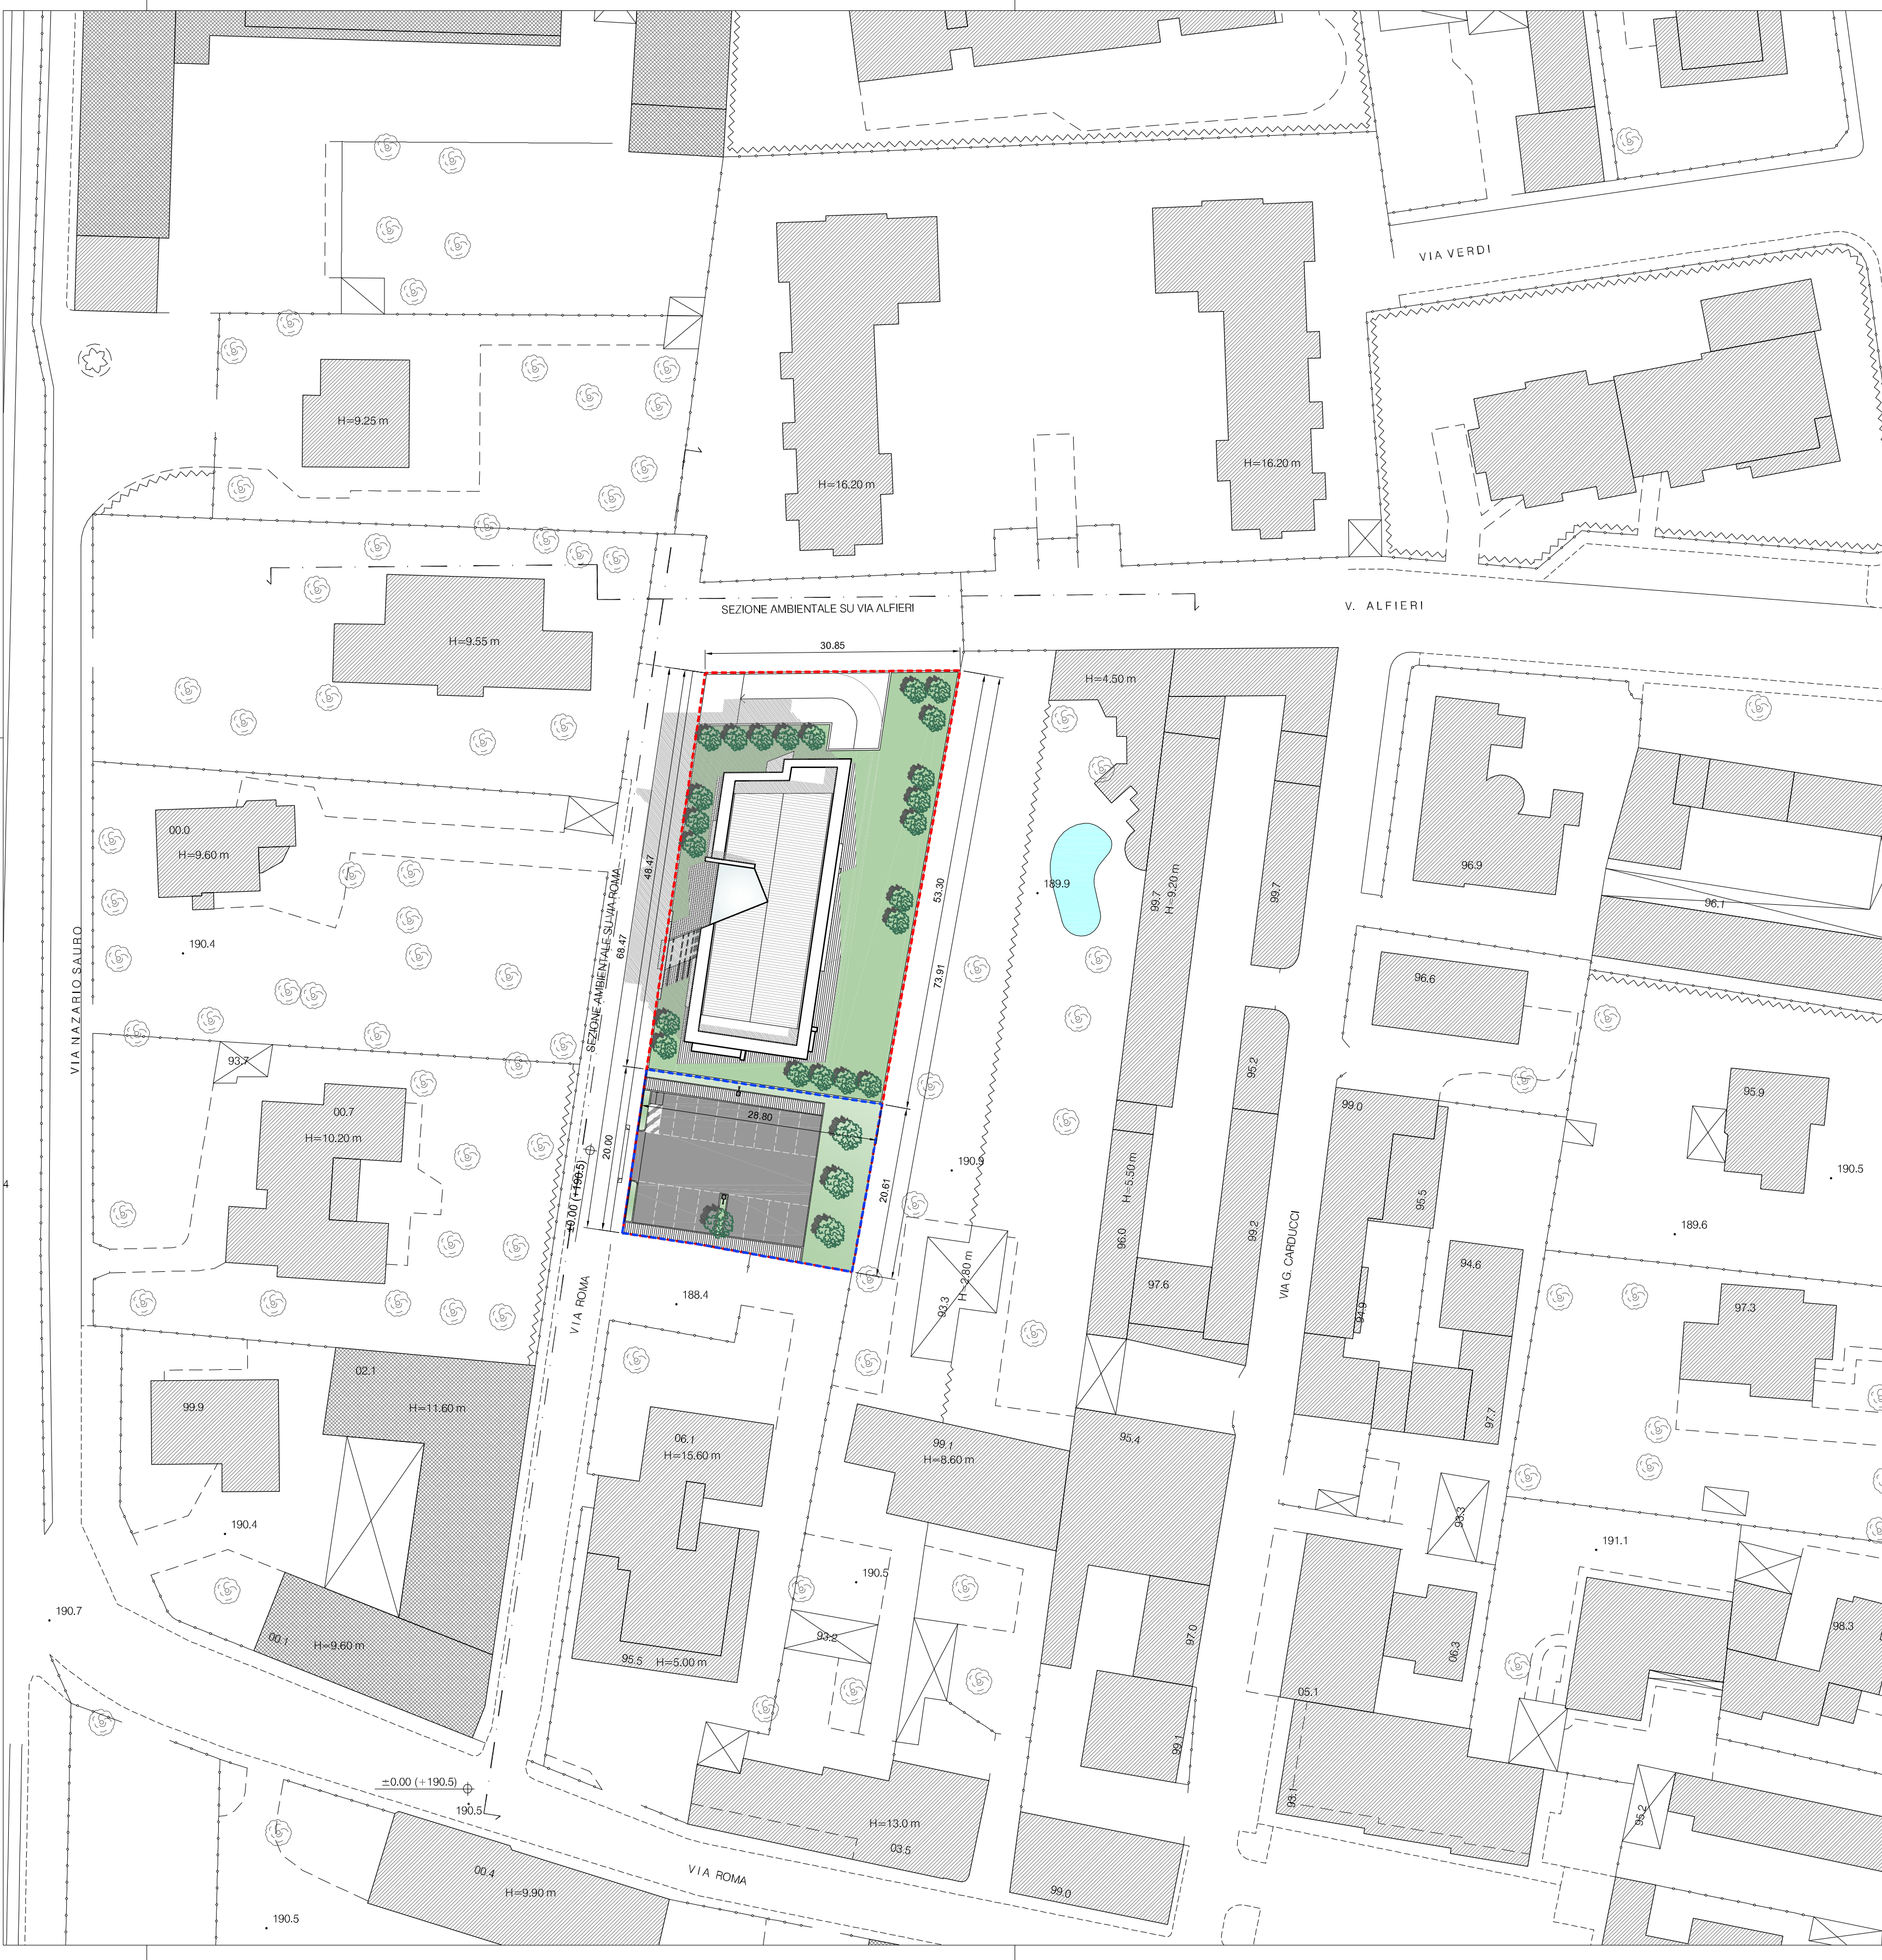 VIA VERDI
H=9.25 m
H=16.20 m
H=16.20 m
SEZIONE AMBIENTALE SU VIA ALFIERI
V. ALFIERI
H=9.55 m
30.85
H=4.50 m
00.0
H=9.60 m
190.4
VIA NAZARIO SAURO
48.47
68.47
SEZIONE AMBIENTALE SU VIA ROMA
53.30
73.91
189.9
99.7
H=9.20 m
99.7
96.9
96.1
96.6
93.7
00.7
H=10.20 m
28.80
20.00
±0.00 (+190.5)
20.61
190.9
95.2
99.0
95.9
190.5
4
H=5.50 m
96.0
99.2
95.5
189.6
VIA G. CARDUCCI
94.6
94.9
97.6
97.3
H=2.80 m
93.3
188.4
VIA ROMA
02.1
H=11.60 m
99.9
97.7
06.1
H=15.60 m
99.1
H=8.60 m
95.4
190.4
93.3
191.1
190.5
190.7
00.1
H=9.60 m
93.2
95.5
H=5.00 m
97.0
06.3
98.3
05.1
99.1
±0.00 (+190.5)
190.5
93.1
95.2
H=13.0 m
03.5
VIA ROMA
00.4
H=9.90 m
99.0
190.5